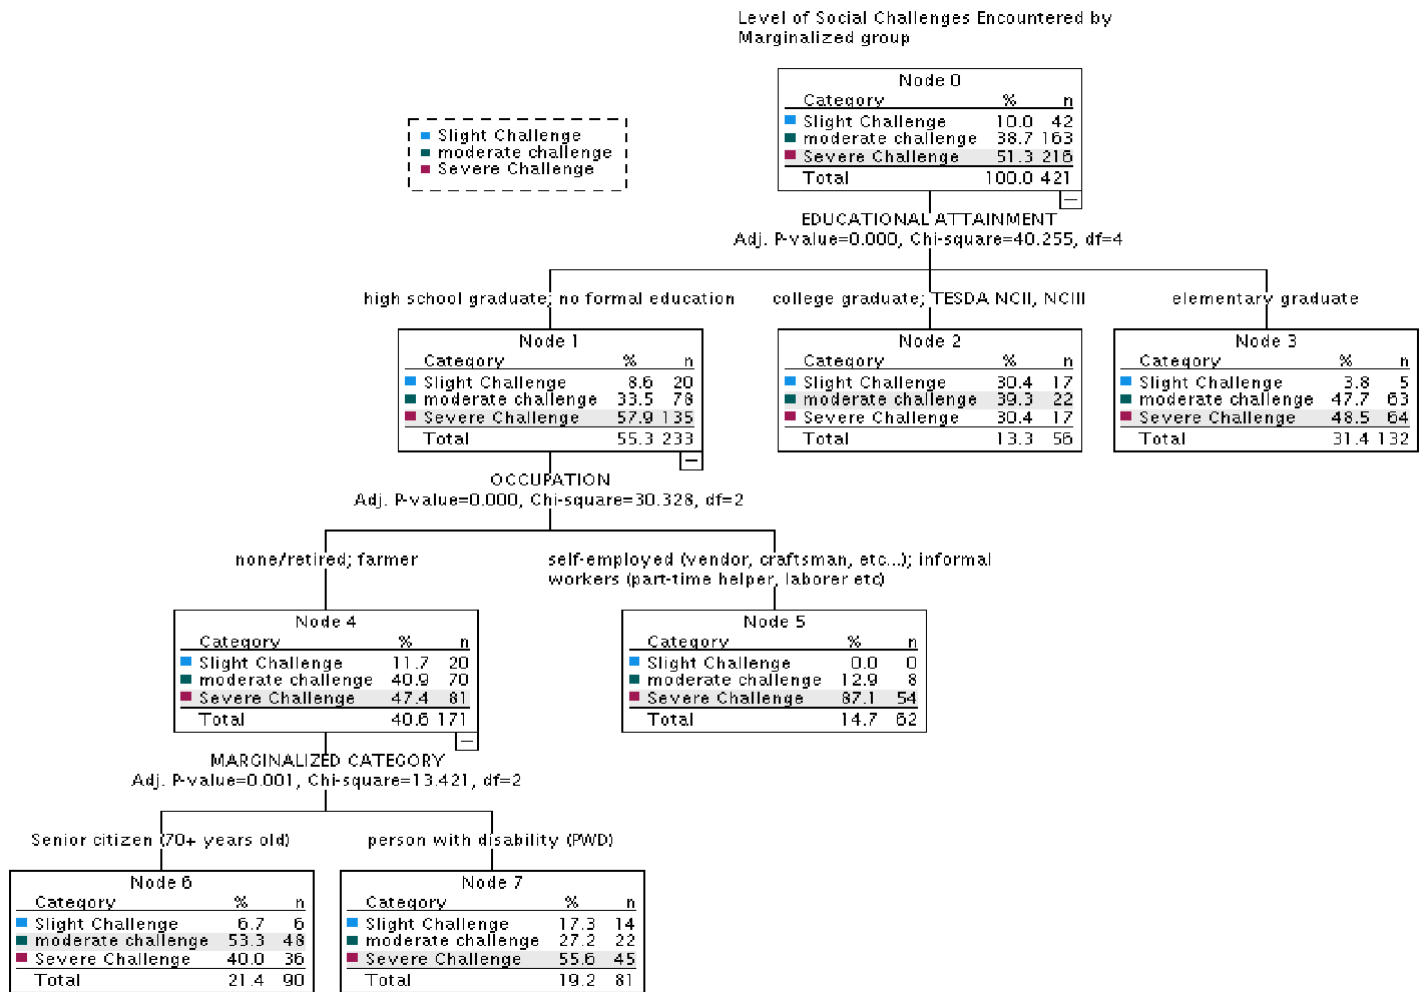 Level of Social Challenges Encountered by
Marginalized group
Node 0
Category % n
Slight Challenge 10.0 42
moderate challenge 38.7 163
Severe Challenge 51.3 216
Total 100.0 421
Slight Challenge
moderate challenge
Severe Challenge
EDUCATIONAL ATTAINMENT
Adj. P-value=0.000, Chi-square=40.255, df=4
high school graduate; no formal education
college graduate; TESDA NCII, NCIII
elementary graduate
Node 1
Category % n
Slight Challenge 8.6 20
moderate challenge 33.5 78
Severe Challenge 57.9 135
Total 55.3 233
Node 2
Category % n
Slight Challenge 30.4 17
moderate challenge 39.3 22
Severe Challenge 30.4 17
Total 13.3 56
Node 3
Category % n
Slight Challenge 3.8 5
moderate challenge 47.7 63
Severe Challenge 48.5 64
Total 31.4 132
OCCUPATION
Adj. P-value=0.000, Chi-square=30.328, df=2
none/retired; farmer
self-employed (vendor, craftsman, etc...); informal
workers (part-time helper, laborer etc)
Node 4
Category % n
Slight Challenge 11.7 20
moderate challenge 40.9 70
Severe Challenge 47.4 81
Total 40.6 171
Node 5
Category % n
Slight Challenge 0.0 0
moderate challenge 12.9 8
Severe Challenge 87.1 54
Total 14.7 62
MARGINALIZED CATEGORY
Adj. P-value=0.001, Chi-square=13.421, df=2
Senior citizen (70+ years old)
person with disability (PWD)
Node 6
Category % n
Slight Challenge 6.7 6
moderate challenge 53.3 48
Severe Challenge 40.0 36
Total 21.4 90
Node 7
Category % n
Slight Challenge 17.3 14
moderate challenge 27.2 22
Severe Challenge 55.6 45
Total 19.2 81